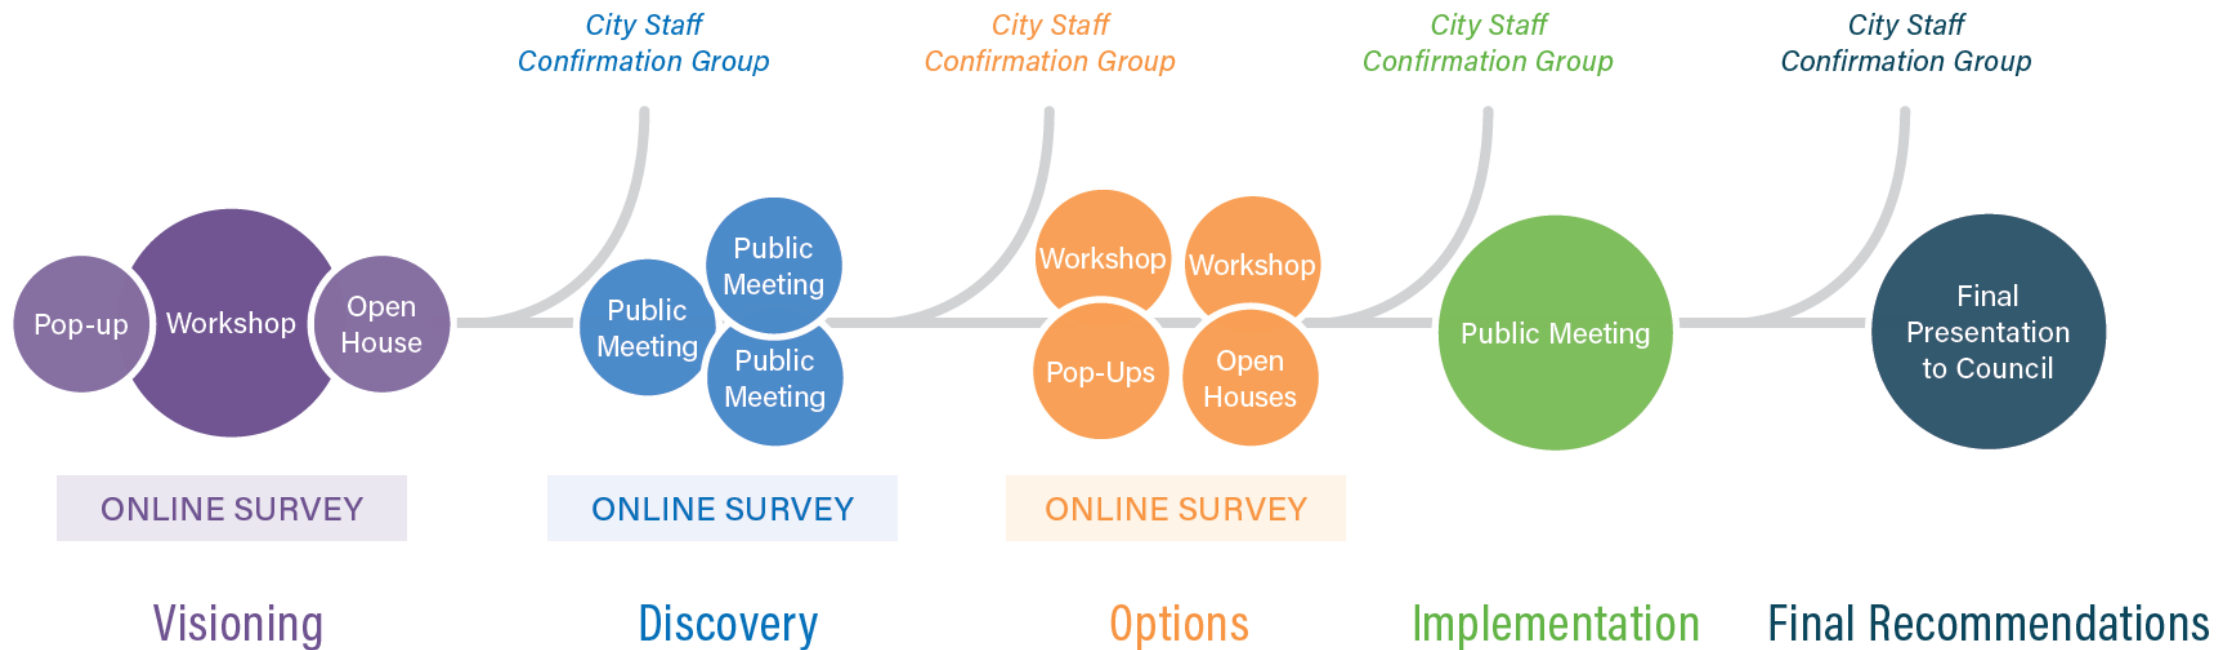 City Staff
Confirmation Group
City Staff
Confirmation Group
City Staff
Confirmation Group
City Staff
Confirmation Group
Pop-up
Workshop
Open
House
Public
Meeting
Public
Meeting
Public
Meeting
Workshop
Workshop
Pop-Ups
Open
Houses
Public Meeting
Final
Presentation
to Council
ONLINE SURVEY
ONLINE SURVEY
ONLINE SURVEY
Visioning
Discovery
Options
Implementation
Final Recommendations